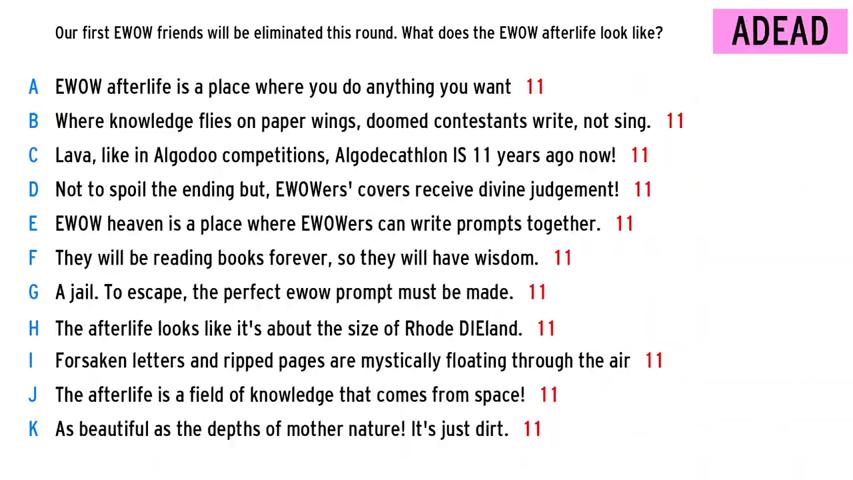 Our first EWOW friends will be eliminated this round. What does the EWOW afterlife look like?
ADEAD
A EWOW afterlife is a place where you do anything you want 11
B Where knowledge flies on paper wings, doomed contestants write, not sing. 11
C Lava, like in Algodoo competitions, Algodecathlon IS 11 years ago now! 11
D Not to spoil the ending but, EWOWers' covers receive divine judgement! 11
E EWOW heaven is a place where EWOWers can write prompts together. 11
F They will be reading books forever, so they will have wisdom. 11
G A jail. To escape, the perfect ewow prompt must be made. 11
H The afterlife looks like it's about the size of Rhode DIEland. 11
I Forsaken letters and ripped pages are mystically floating through the air 11
J The afterlife is a field of knowledge that comes from space! 11
K As beautiful as the depths of mother nature! It's just dirt. 11